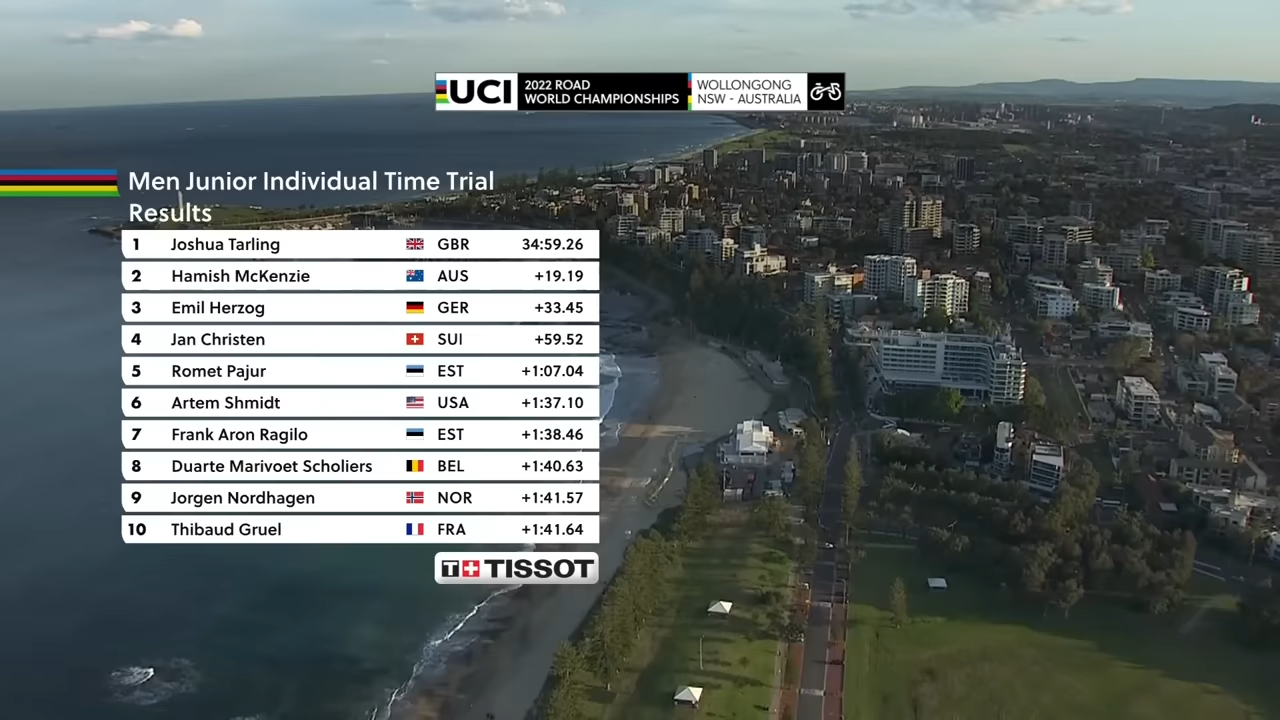 UCI 2022 ROAD WORLD CHAMPIONSHIPS WOLLONGONG NSW - AUSTRALIA
Men Junior Individual Time Trial
Results
1 Joshua Tarling GBR 34:59.26
2 Hamish McKenzie AUS +19.19
3 Emil Herzog GER +33.45
4 Jan Christen SUI +59.52
5 Romet Pajur EST +1:07.04
6 Artem Shmidt USA +1:37.10
7 Frank Aron Ragilo EST +1:38.46
8 Duarte Marivoet Scholiers BEL +1:40.63
9 Jorgen Nordhagen NOR +1:41.57
10 Thibaud Gruel FRA +1:41.64
T+ TISSOT